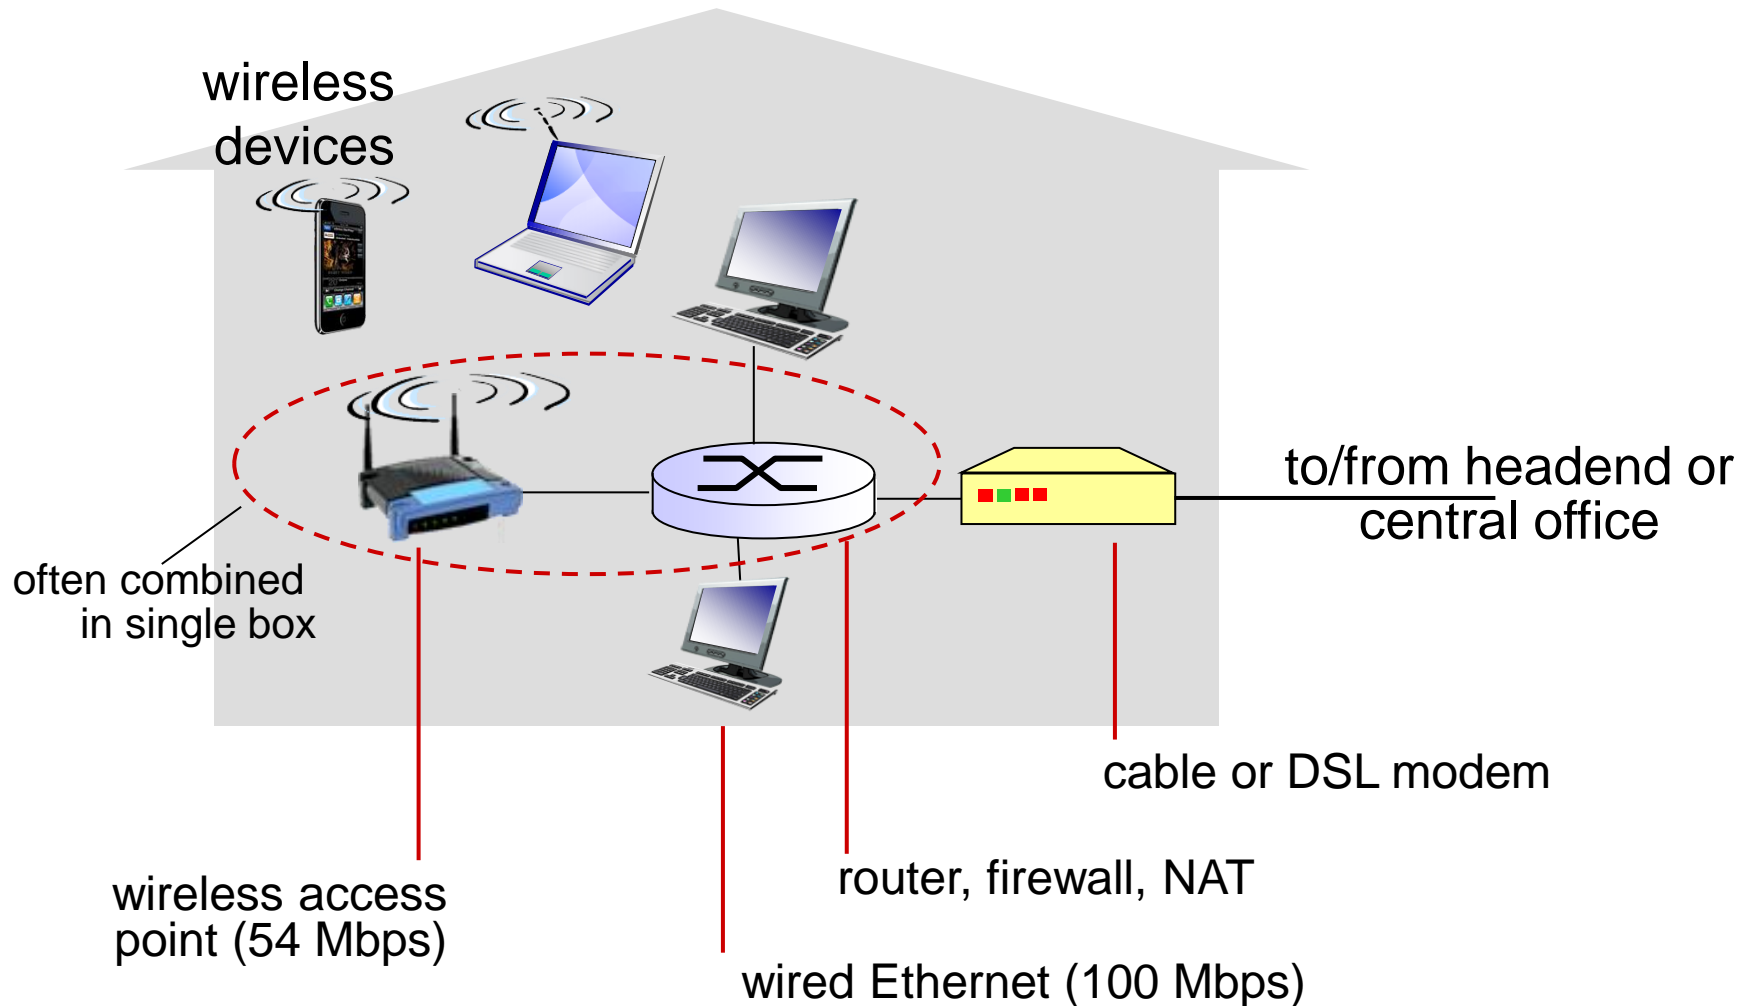 wireless
devices
to/from headend or
central office
often combined
in single box
cable or DSL modem
router, firewall, NAT
wireless access
point (54 Mbps)
wired Ethernet (100 Mbps)